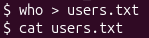 $ who > users.txt
$ cat users.txt